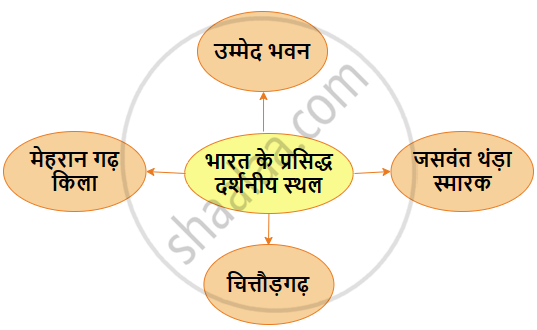 उम्मेद भवन
मेहरान गढ़
किला
भारत के प्रसिद्ध
दर्शनीय स्थल
जसवंत थंड़ा
स्मारक
चित्तौड़गढ़
shaalaa.com